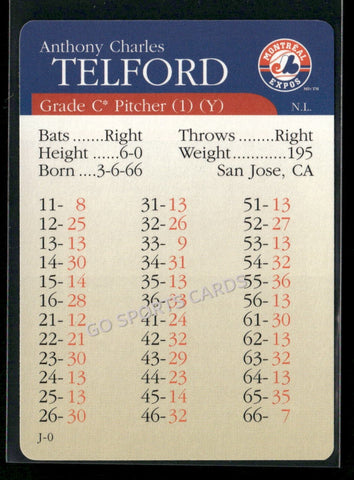 Anthony Charles
TELFORD
MONTREAL
EXPOS
Grade C* Pitcher (1) (Y) N.L.
Bats .......Right Throws .......Right
Height ......6-0 Weight ...........195
Born ....3-6-66 San Jose, CA
11- 8 31-13 51-13
12-25 32-26 52-27
13-13 33- 9 53-13
14-30 34-31 54-32
15-14 35-13 55-36
16-28 36-33 56-13
21-12 41-24 61-30
22-21 42-32 62-13
23-30 43-29 63-32
24-13 44-13 64-32
25-13 45-14 65-13
26-30 46-32 66- 7
J-0
GO SPORTS CARDS